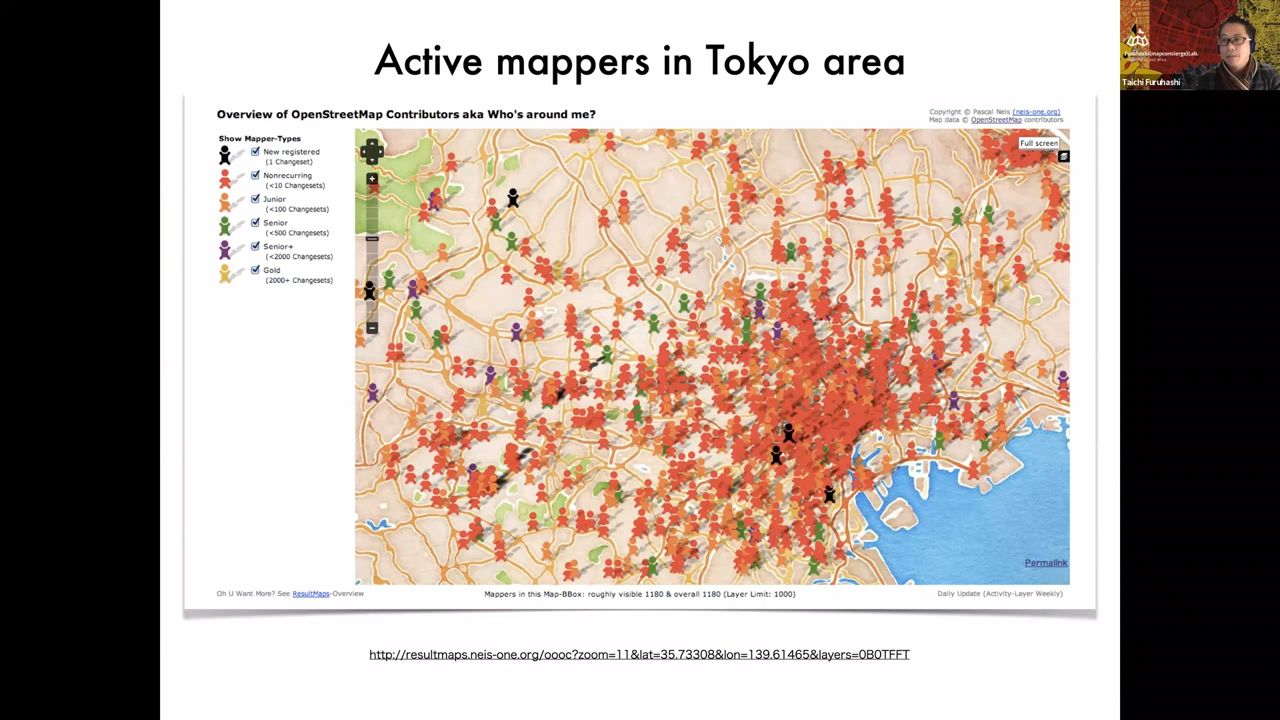 Active mappers in Tokyo area
Taichi Furuhashi
Overview of OpenStreetMap Contributors aka Who's around me?
Copyright © Pascal Neis (neis-one.org)
Map data © OpenStreetMap contributors
Show Mapper-Types
New registered
(1 Changeset)
Nonrecurring
(<10 Changesets)
Junior
(<100 Changesets)
Senior
(<500 Changesets)
Senior+
(<2000 Changesets)
Gold
(2000+ Changesets)
Full screen
+
−
Permalink
Oh U Want More? See ResultMaps-Overview
Mappers in this Map-BBox: roughly visible 1180 & overall 1180 (Layer Limit: 1000)
Daily Update (Activity-Layer Weekly)
http://resultmaps.neis-one.org/oooc?zoom=11&lat=35.73308&lon=139.61465&layers=0B0TFFT